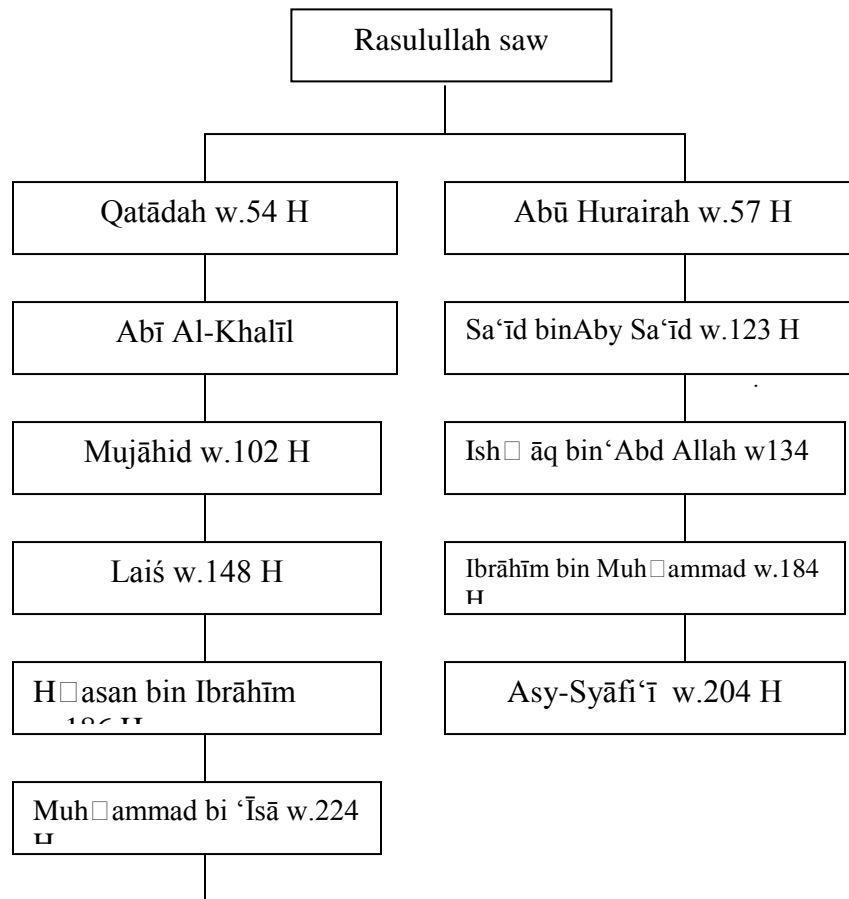 Rasulullah saw
Qatādah w.54 H
Abū Hurairah w.57 H
Abī Al-Khalīl
Sa‘īd binAby Sa‘īd w.123 H
.
Mujāhid w.102 H
Ish□ āq bin‘Abd Allah w134
Laiś w.148 H
Ibrāhīm bin Muh□ammad w.184
H
H□asan bin Ibrāhīm
w.186 H
Asy-Syāfi‘ī w.204 H
Muh□ammad bi ‘Īsā w.224
H